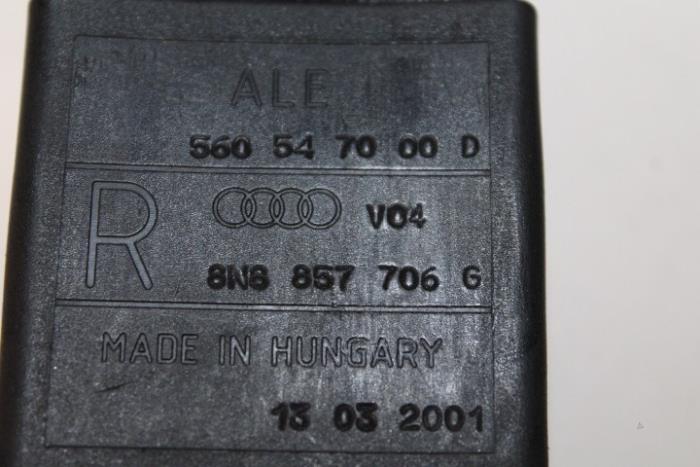 ALE
560 54 70 00 D
R V04
8N8 857 706 G
MADE IN HUNGARY
13 03 2001